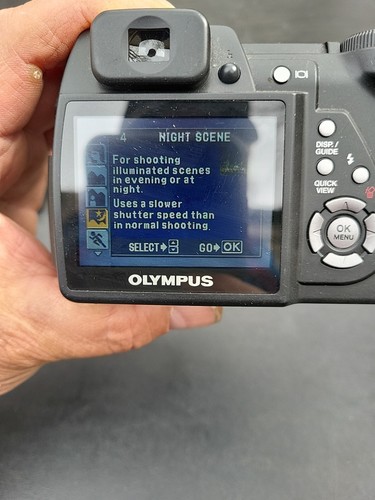 4 NIGHT SCENE
For shooting
illuminated scenes
in evening or at
night.
Uses a slower
shutter speed than
in normal shooting.
SELECT GO OK
OLYMPUS
DISP./
GUIDE
QUICK
VIEW
OK
MENU